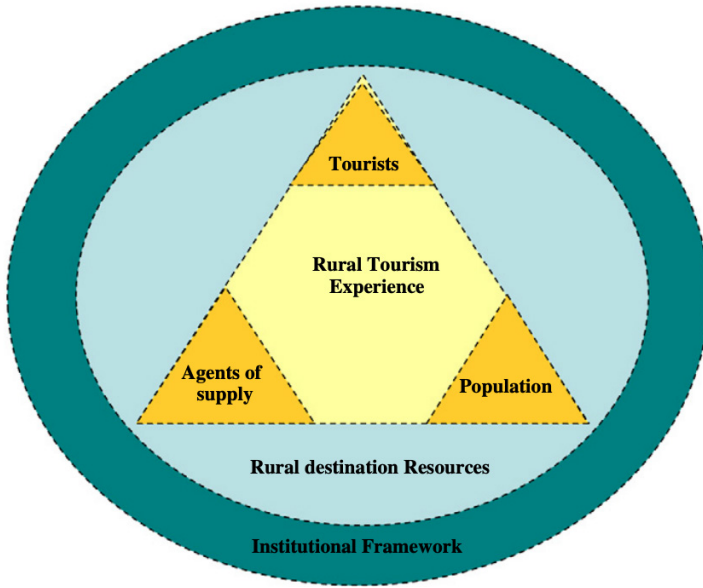 Tourists
Rural Tourism
Experience
Agents of
supply
Population
Rural destination Resources
Institutional Framework